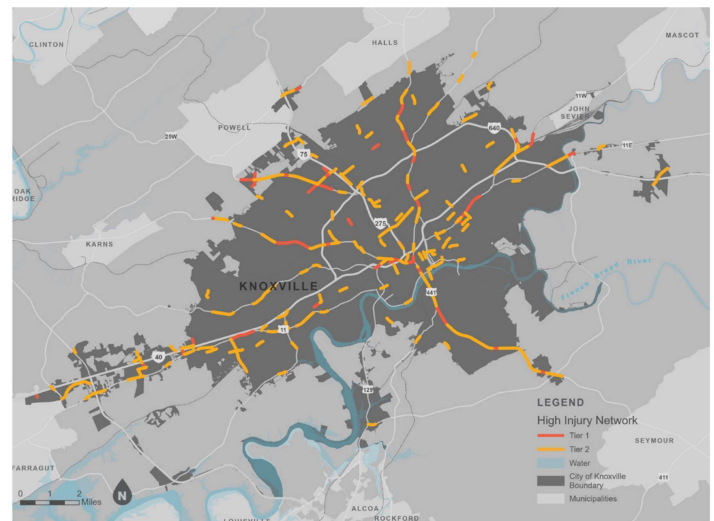 CLINTON
HALLS
MASCOT
11W
JOHN
SEVIER
640
25W
POWELL
75
11E
OAK
RIDGE
275
KARNS
French Broad River
KNOXVILLE
441
11
40
129
LEGEND
High Injury Network
Tier 1
Tier 2
Water
City of Knoxville
Boundary
Municipalities
SEYMOUR
FARRAGUT
411
0 1 2
Miles
N
ALCOA
LOUISVILLE
ROCKFORD